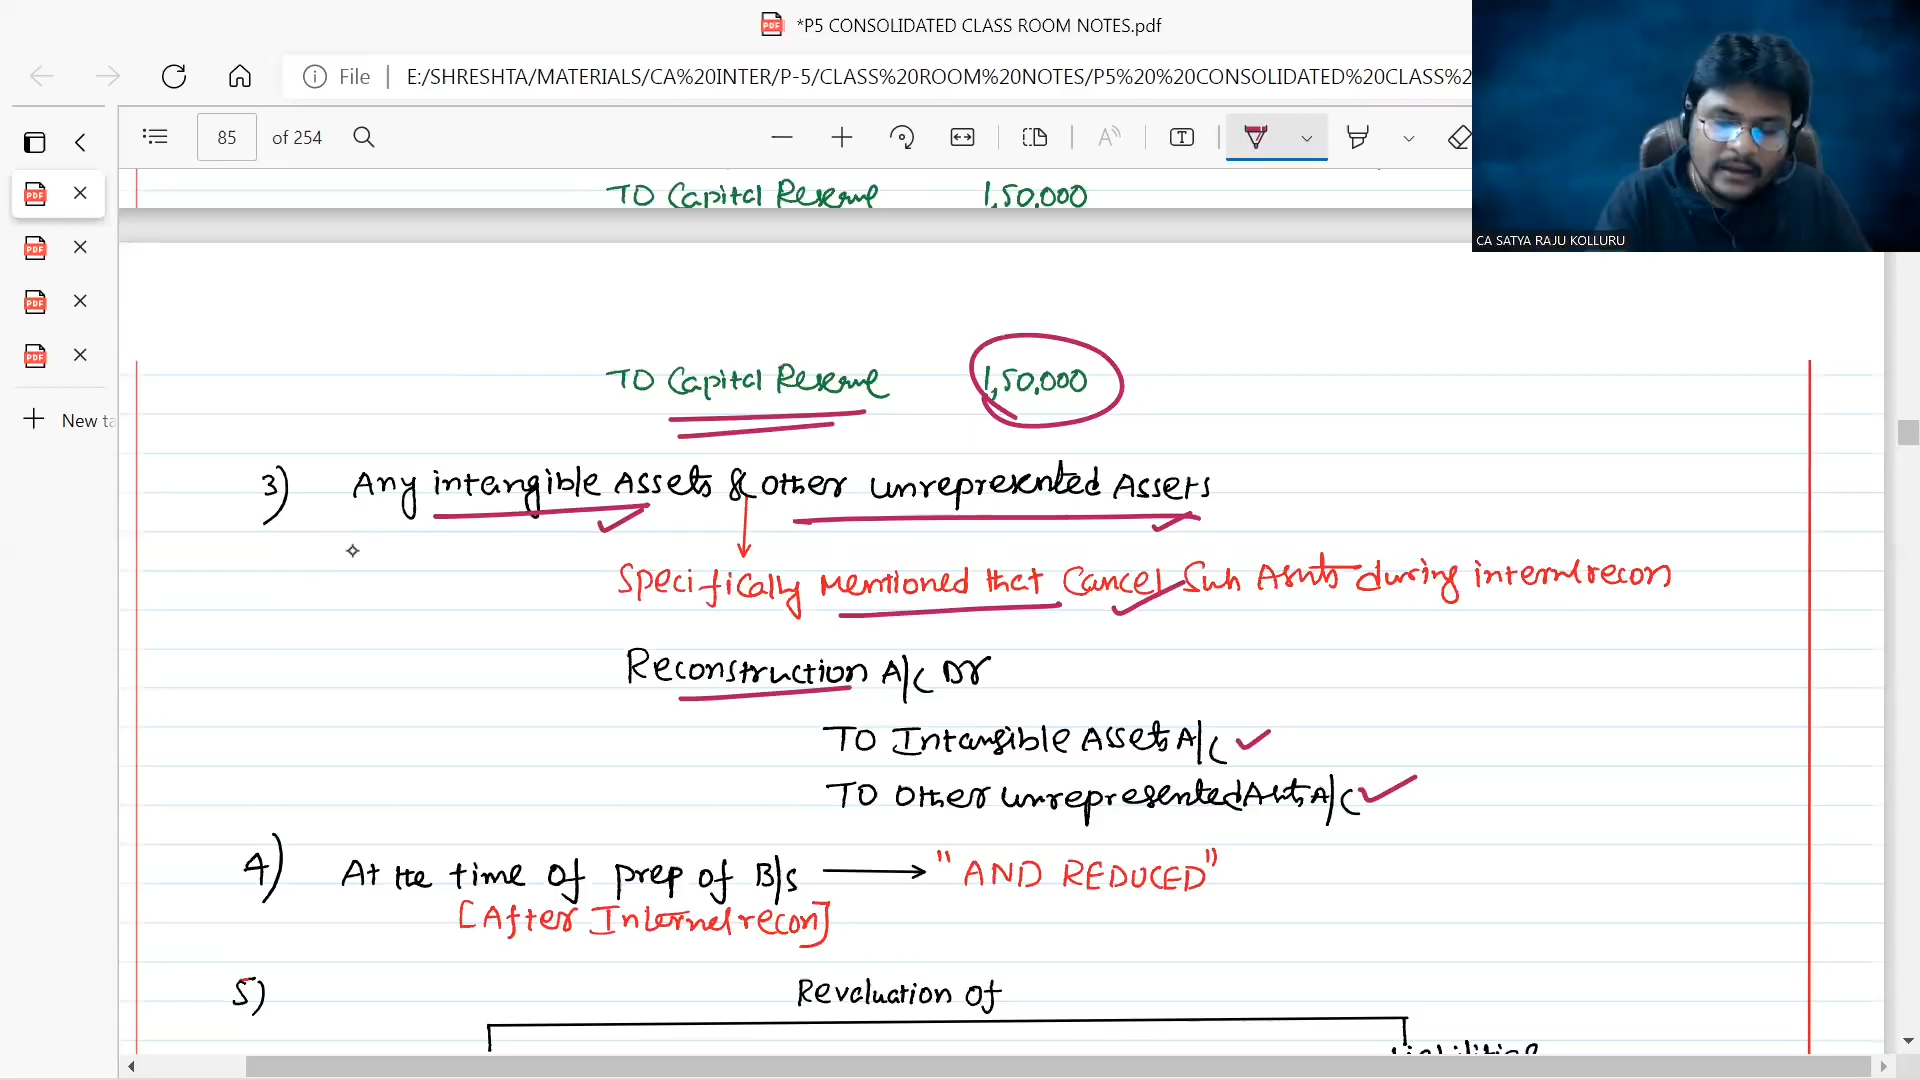 *P5 CONSOLIDATED CLASS ROOM NOTES.pdf
File E:/SHRESHTA/MATERIALS/CA%20INTER/P-5/CLASS%20ROOM%20NOTES/P5%20%20CONSOLIDATED%20CLASS%2
85 of 254
CA SATYA RAJU KOLLURU
New ta
TO Capital Reserve 1,50,000
TO Capital Reserve 1,50,000
3) Any intangible Assets & other unrepresented Assets
Specifically mentioned that Cancel Such Assets during internal recon
Reconstruction A/C Dr
TO Intangible Assets A/C
TO Other unrepresented Assets A/C
4) At the time of prep of B/s "AND REDUCED"
[After Internal recon]
5) Revaluation of
Liabilities